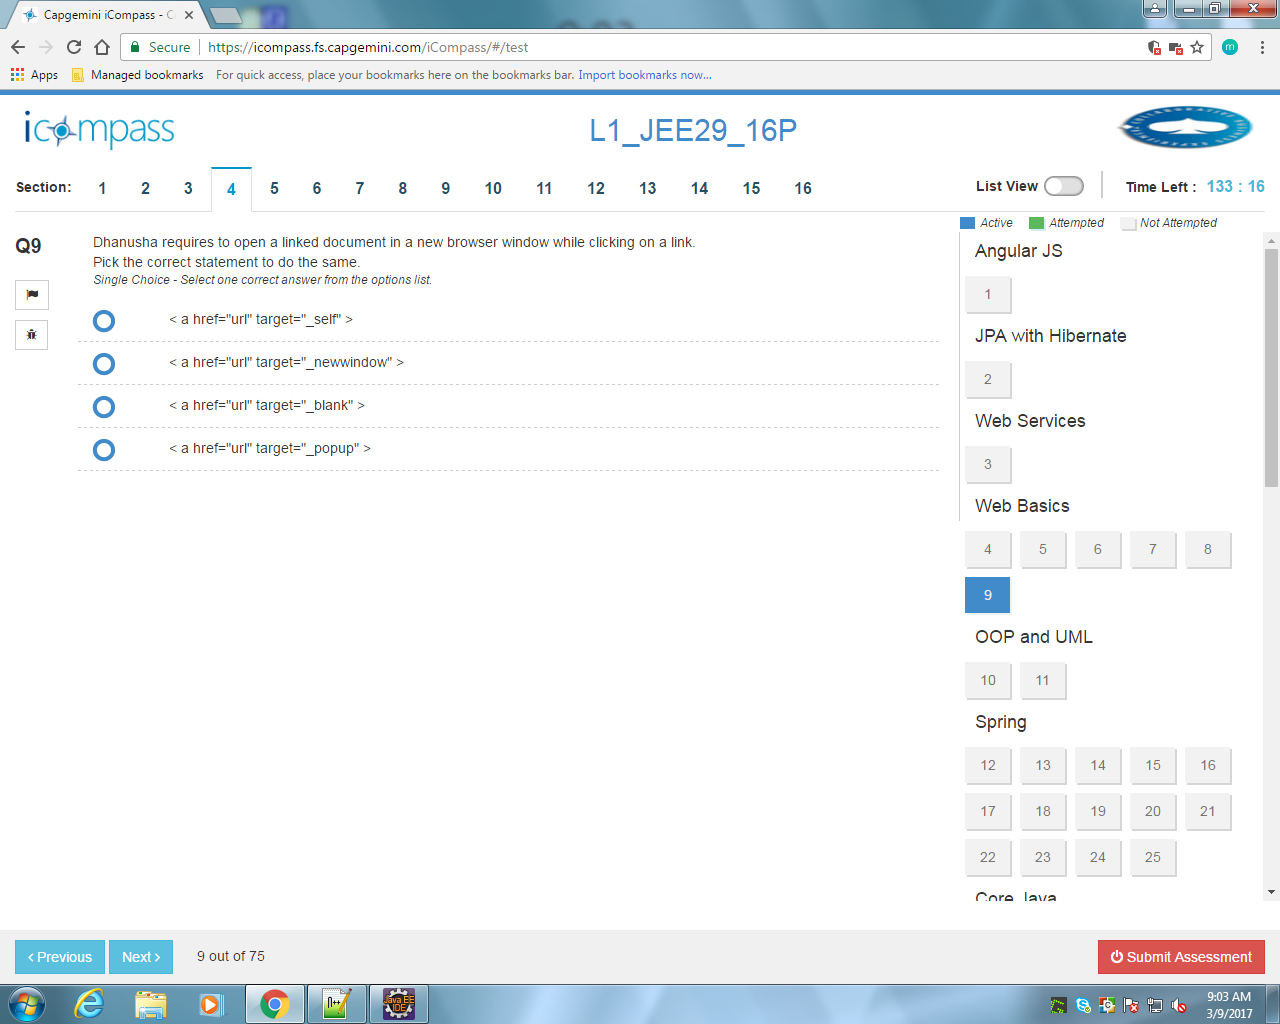 Capgemini iCompass - C
Secure
https://icompass.fs.capgemini.com/iCompass/#/test
m
Apps
Managed bookmarks
For quick access, place your bookmarks here on the bookmarks bar.
Import bookmarks now...
icompass
L1_JEE29_16P
Section: 1 2 3 4 5 6 7 8 9 10 11 12 13 14 15 16
List View
Time Left : 133 : 16
Active
Attempted
Not Attempted
Q9
Dhanusha requires to open a linked document in a new browser window while clicking on a link.
Pick the correct statement to do the same.
Single Choice - Select one correct answer from the options list.
< a href="url" target="_self" >
< a href="url" target="_newwindow" >
< a href="url" target="_blank" >
< a href="url" target="_popup" >
Angular JS
1
JPA with Hibernate
2
Web Services
3
Web Basics
4 5 6 7 8
9
OOP and UML
10 11
Spring
12 13 14 15 16
17 18 19 20 21
22 23 24 25
Core Java
Previous
Next
9 out of 75
Submit Assessment
n++
Java EE
IDE
9:03 AM
3/9/2017